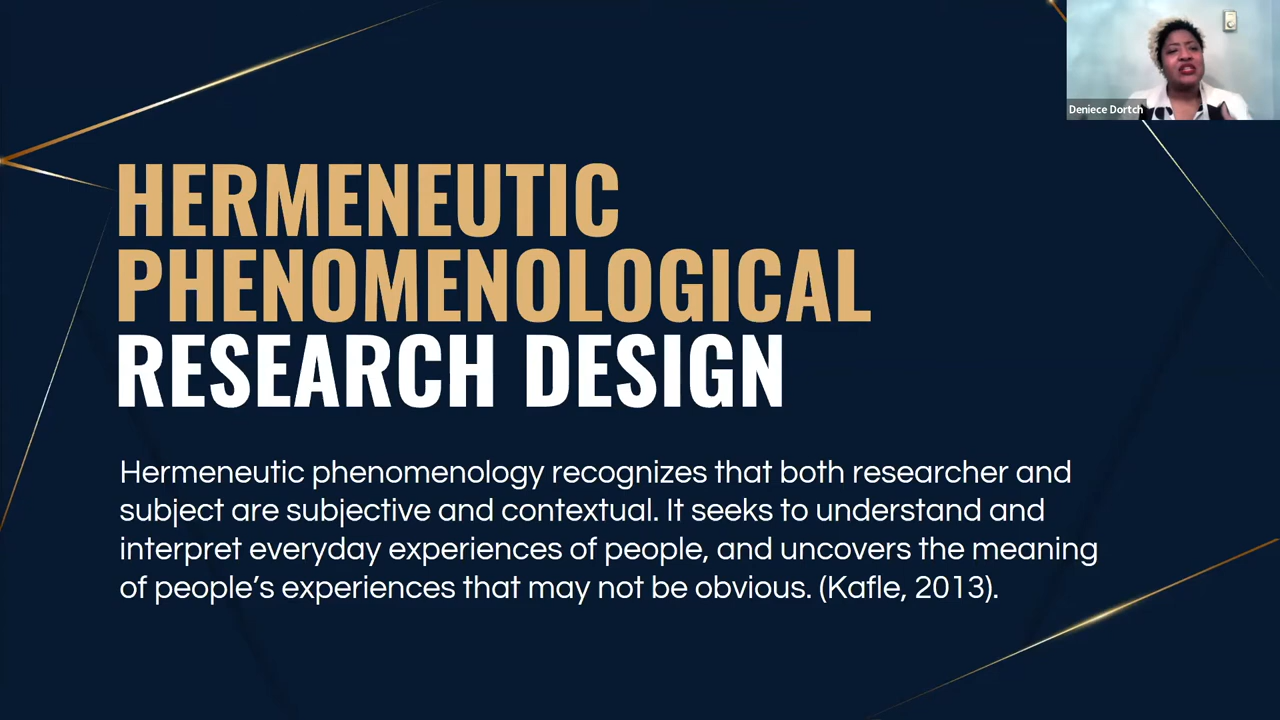 Deniece Dortch
HERMENEUTIC
PHENOMENOLOGICAL
RESEARCH DESIGN
Hermeneutic phenomenology recognizes that both researcher and
subject are subjective and contextual. It seeks to understand and
interpret everyday experiences of people, and uncovers the meaning
of people’s experiences that may not be obvious. (Kafle, 2013).